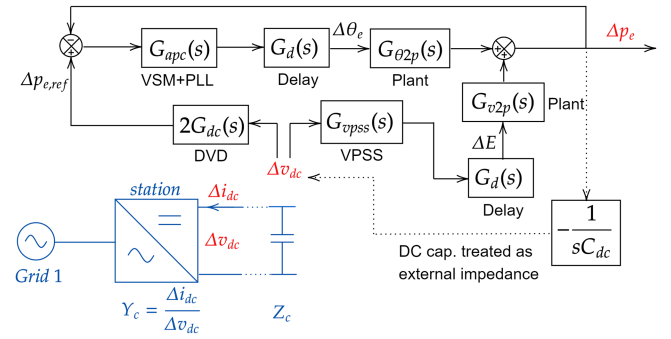 −
Δθ_e
Δp_e
G_apc(s)
G_d(s)
G_θ2p(s)
++
VSM+PLL
Delay
Plant
Δp_e,ref
2G_dc(s)
G_vpss(s)
G_v2p(s)
Plant
DVD
VPSS
ΔE
Δv_dc
G_d(s)
Delay
station
Δi_dc
Δv_dc
Grid 1
Y_c = Δi_dc/Δv_dc
Z_c
DC cap. treated as
external impedance
−1/sC_dc